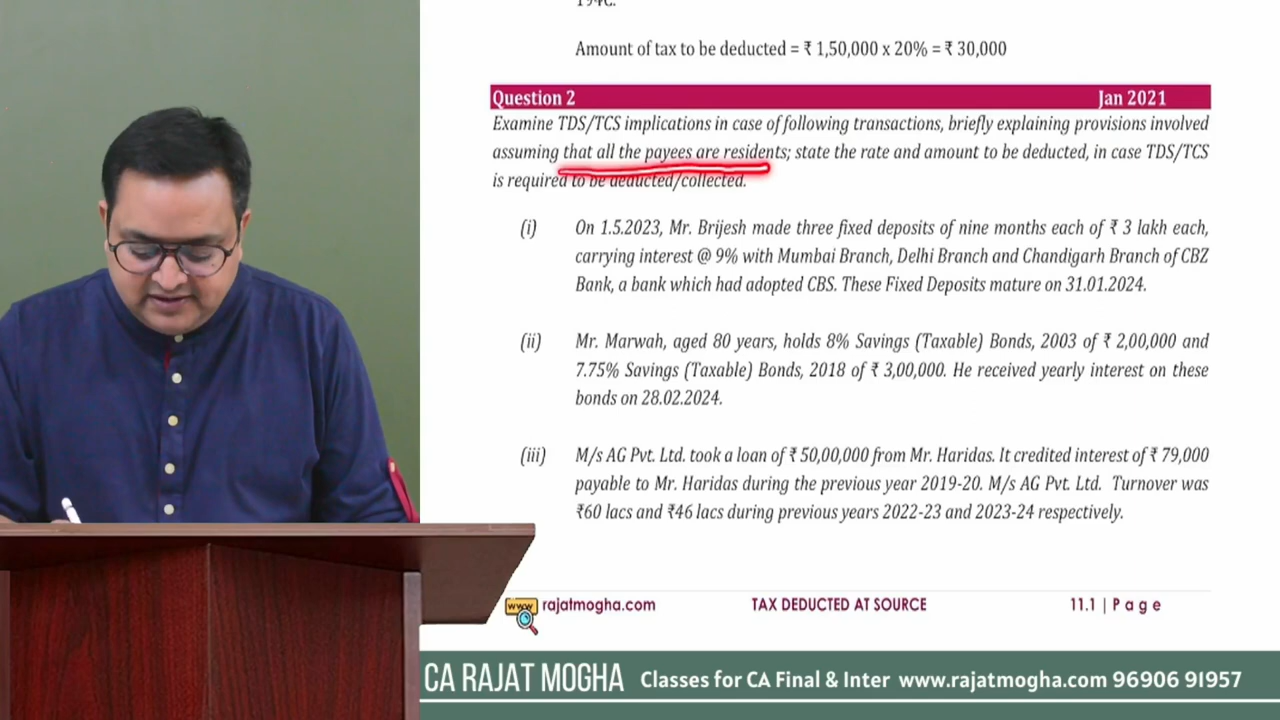 Amount of tax to be deducted = ₹ 1,50,000 x 20% = ₹ 30,000
Question 2 Jan 2021
Examine TDS/TCS implications in case of following transactions, briefly explaining provisions involved
assuming that all the payees are residents; state the rate and amount to be deducted, in case TDS/TCS
is required to be deducted/collected.
(i) On 1.5.2023, Mr. Brijesh made three fixed deposits of nine months each of ₹ 3 lakh each,
carrying interest @ 9% with Mumbai Branch, Delhi Branch and Chandigarh Branch of CBZ
Bank, a bank which had adopted CBS. These Fixed Deposits mature on 31.01.2024.
(ii) Mr. Marwah, aged 80 years, holds 8% Savings (Taxable) Bonds, 2003 of ₹ 2,00,000 and
7.75% Savings (Taxable) Bonds, 2018 of ₹ 3,00,000. He received yearly interest on these
bonds on 28.02.2024.
(iii) M/s AG Pvt. Ltd. took a loan of ₹ 50,00,000 from Mr. Haridas. It credited interest of ₹ 79,000
payable to Mr. Haridas during the previous year 2019-20. M/s AG Pvt. Ltd. Turnover was
₹60 lacs and ₹46 lacs during previous years 2022-23 and 2023-24 respectively.
www rajatmogha.com TAX DEDUCTED AT SOURCE 11.1 | P a g e
CA RAJAT MOGHA Classes for CA Final & Inter www.rajatmogha.com 96906 91957